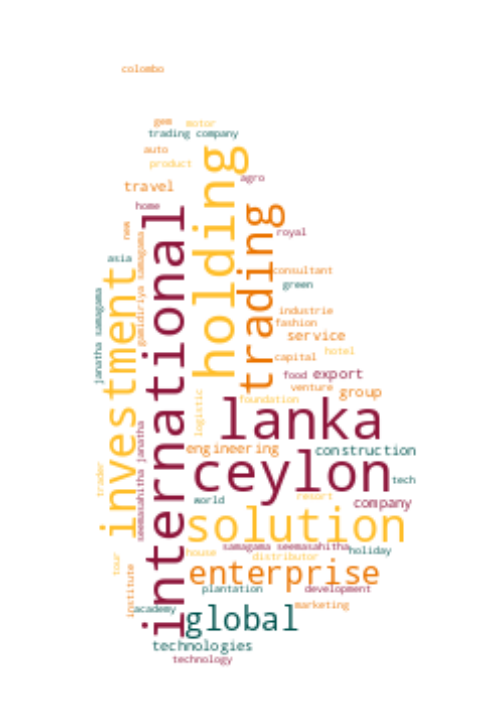 colombo
gem
motor
trading company
auto
product
agro
travel
home
holding
international
trading
new
royal
asia
gamidiriya samagama
investment
consultant
green
janatha samagama
industrie
fashion
service
hotel
capital
food
export
venture
group
logistic
foundation
lanka
seemasahitha janatha
engineering
construction
ceylon
trader
tech
world
resort
company
solution
samagama seemasahitha
house
distributor
holiday
tour
enterprise
institute
plantation
development
academy
marketing
global
technologies
technology